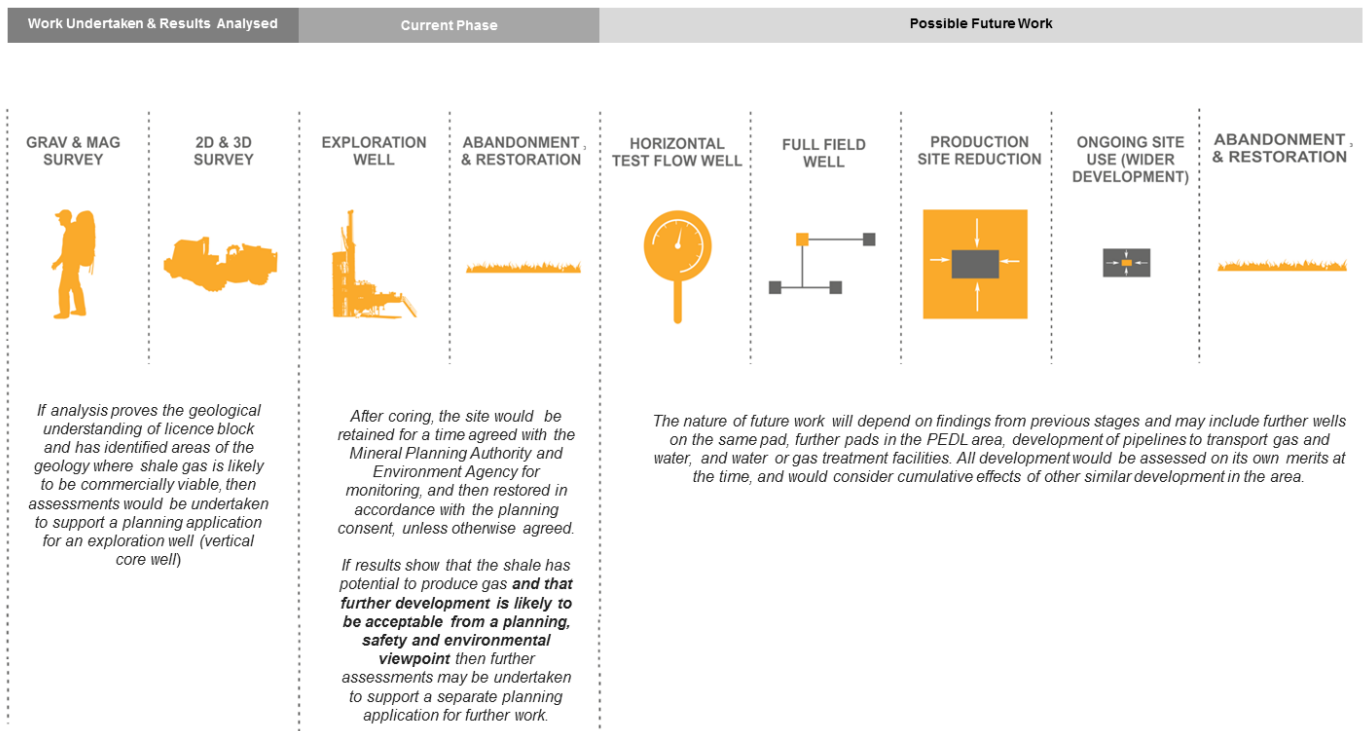 Work Undertaken & Results Analysed
Current Phase
Possible Future Work
GRAV & MAG
SURVEY
2D & 3D
SURVEY
EXPLORATION
WELL
ABANDONMENT 3
& RESTORATION
HORIZONTAL
TEST FLOW WELL
FULL FIELD
WELL
PRODUCTION
SITE REDUCTION
ONGOING SITE
USE (WIDER
DEVELOPMENT)
ABANDONMENT 3
& RESTORATION
If analysis proves the geological
understanding of licence block
and has identified areas of the
geology where shale gas is likely
to be commercially viable, then
assessments would be undertaken
to support a planning application
for an exploration well (vertical
core well)
After coring, the site would be
retained for a time agreed with the
Mineral Planning Authority and
Environment Agency for
monitoring, and then restored in
accordance with the planning
consent, unless otherwise agreed.
If results show that the shale has
potential to produce gas and that
further development is likely to
be acceptable from a planning,
safety and environmental
viewpoint then further
assessments may be undertaken
to support a separate planning
application for further work.
The nature of future work will depend on findings from previous stages and may include further wells
on the same pad, further pads in the PEDL area, development of pipelines to transport gas and
water, and water or gas treatment facilities. All development would be assessed on its own merits at
the time, and would consider cumulative effects of other similar development in the area.